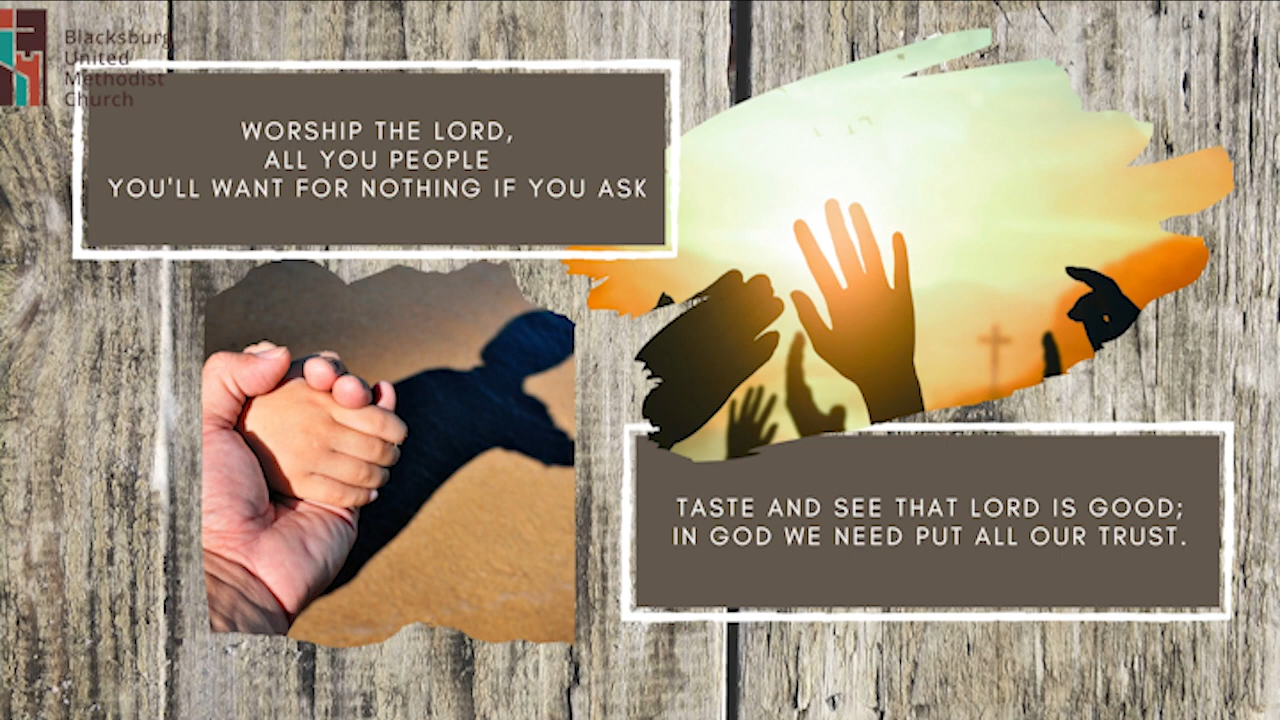 Blacksburg
United
Methodist
Church
WORSHIP THE LORD,
ALL YOU PEOPLE
YOU'LL WANT FOR NOTHING IF YOU ASK
TASTE AND SEE THAT LORD IS GOOD;
IN GOD WE NEED PUT ALL OUR TRUST.